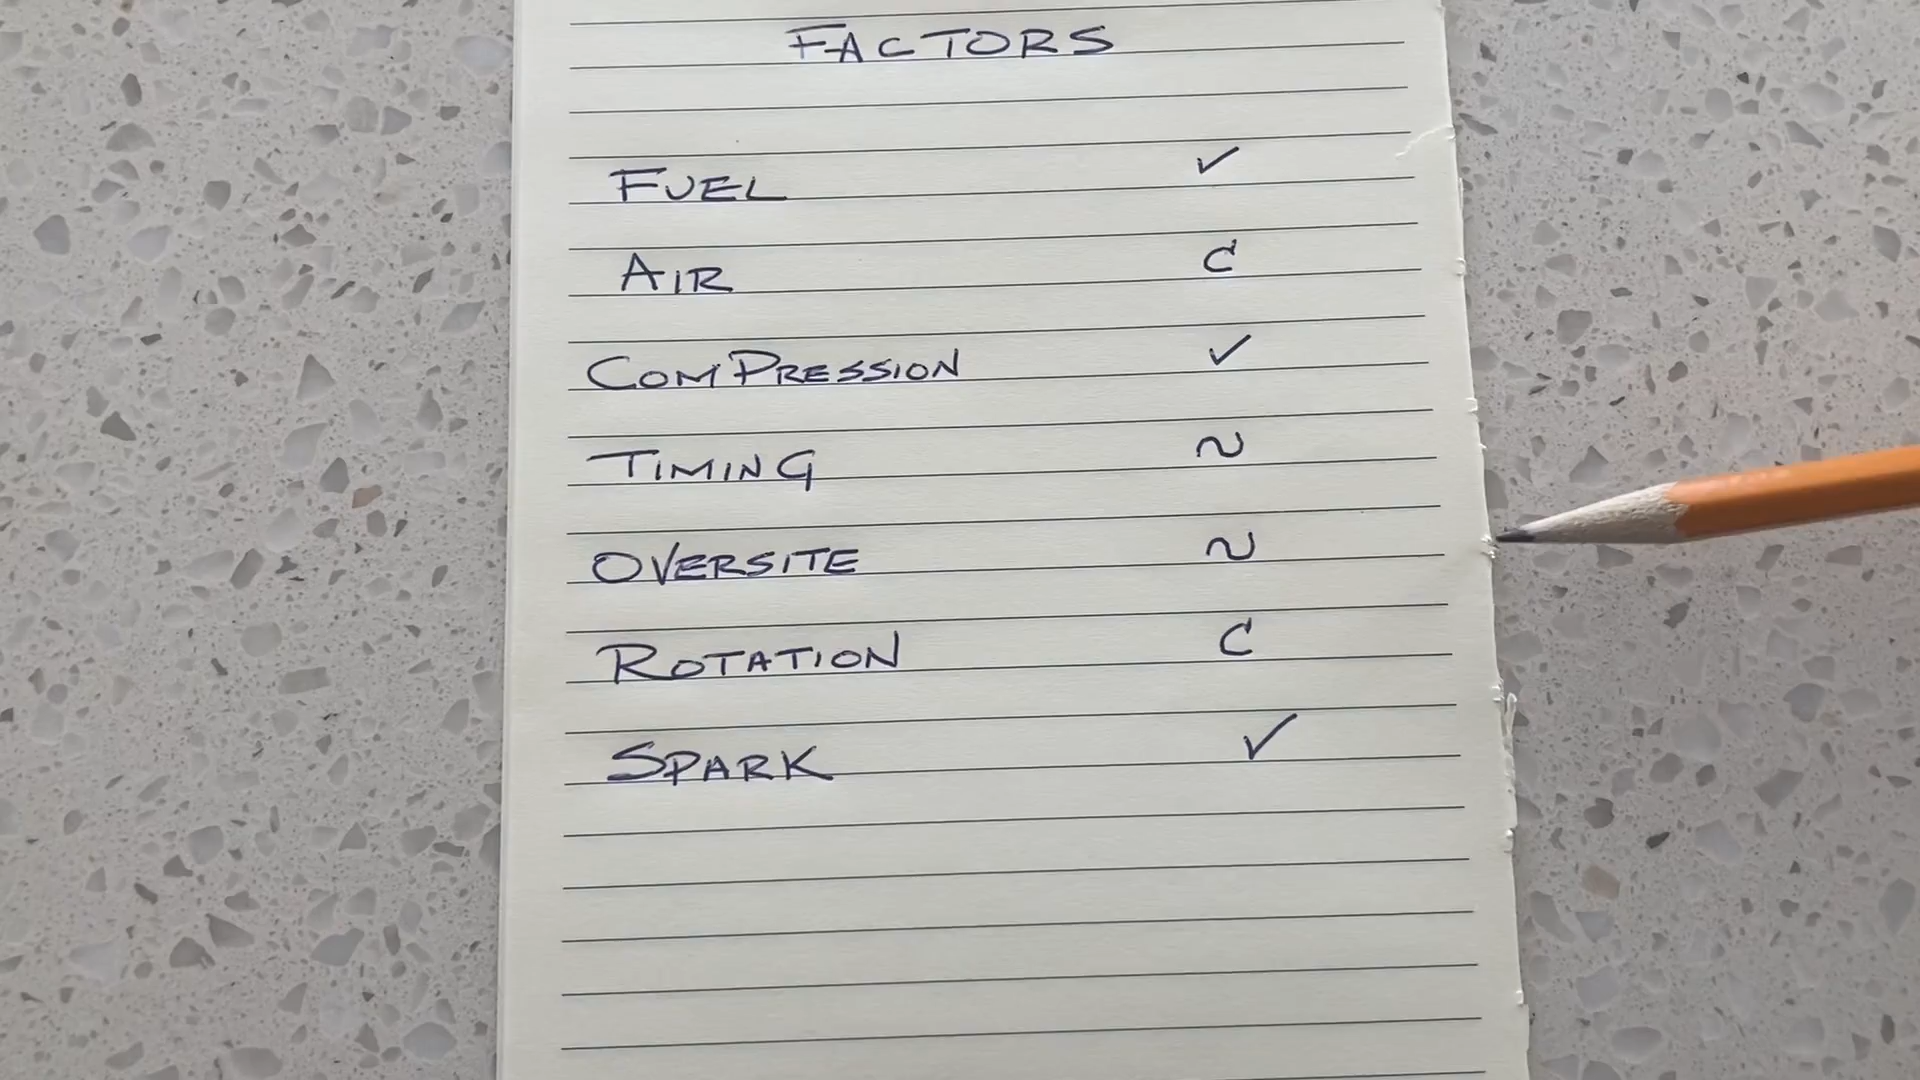 FACTORS
FUEL ✓
AIR C
COMPRESSION ✓
TIMING ~
OVERSITE ~
ROTATION C
SPARK ✓